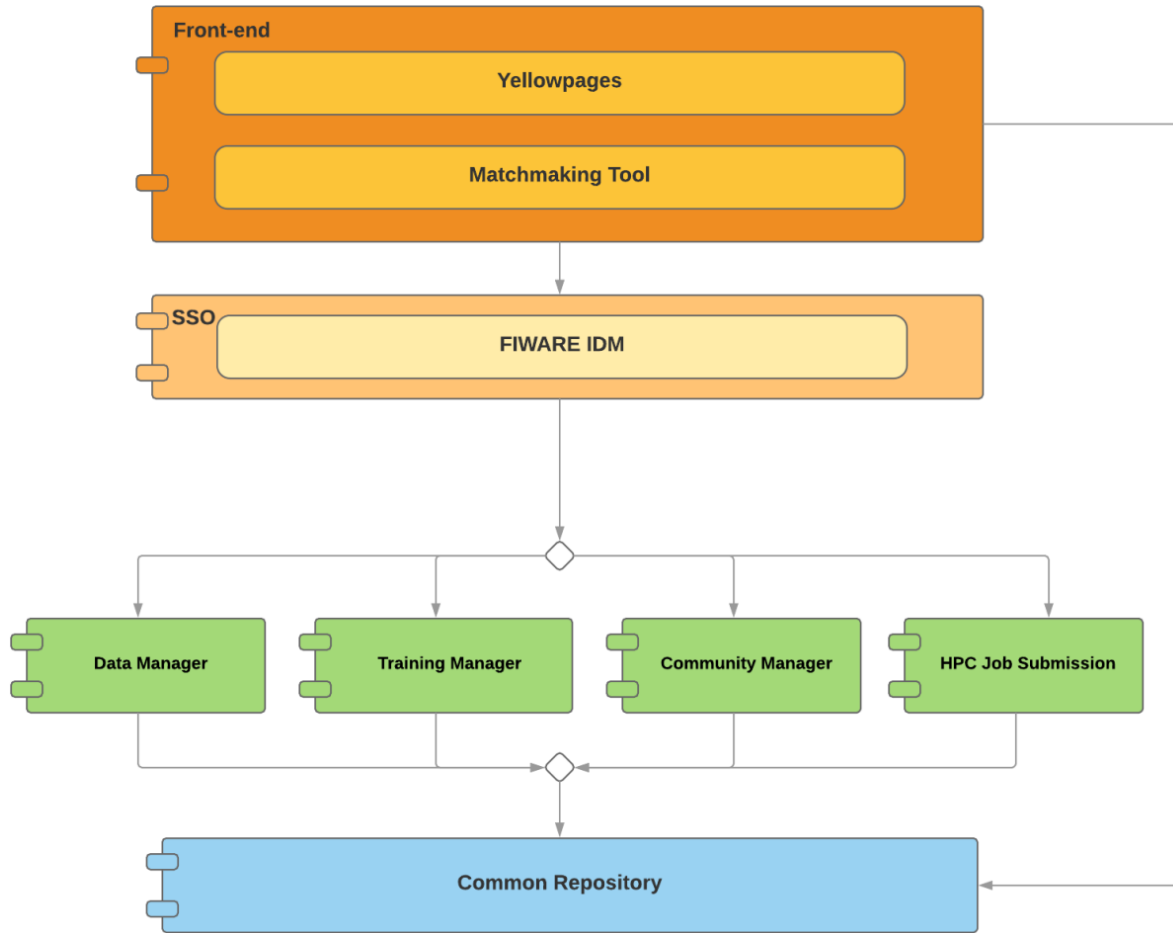 Front-end
Yellowpages
Matchmaking Tool
SSO
FIWARE IDM
Data Manager
Training Manager
Community Manager
HPC Job Submission
Common Repository